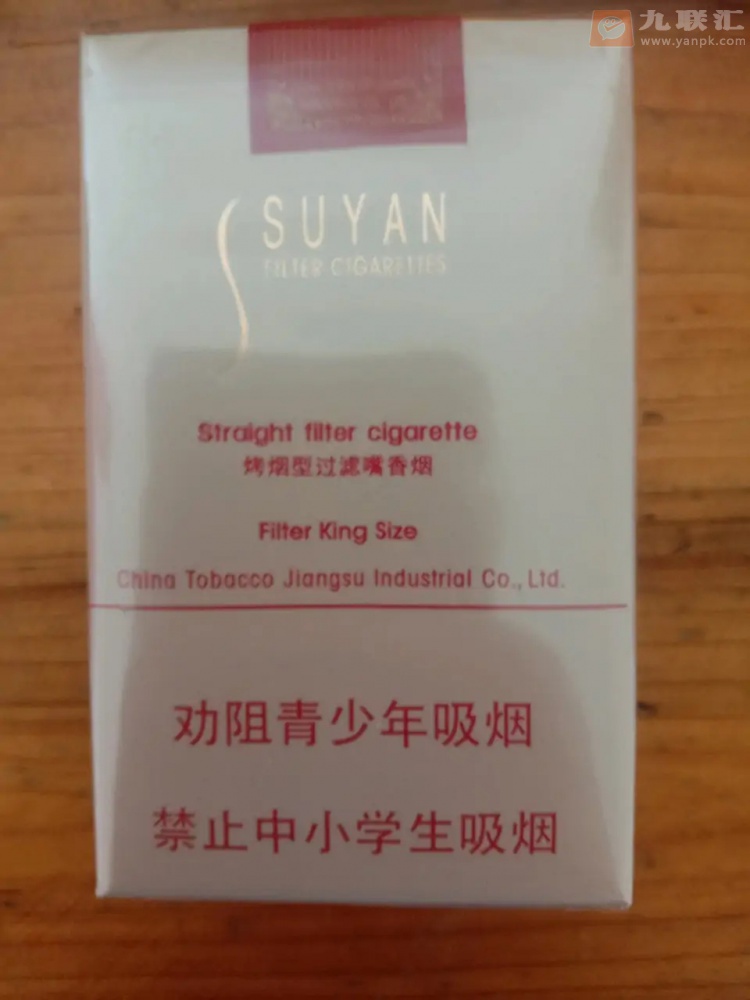 九联汇
www.yanpk.com
SUYAN
FILTER CIGARETTES
Straight filter cigarette
烤烟型过滤嘴香烟
Filter King Size
China Tobacco Jiangsu Industrial Co., Ltd.
劝阻青少年吸烟
禁止中小学生吸烟